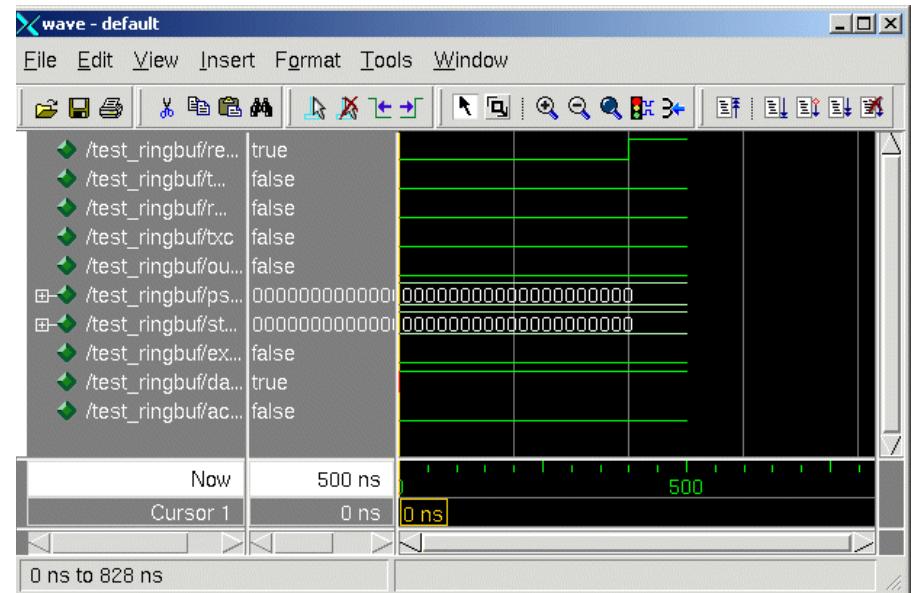 wave - default
File Edit View Insert Format Tools Window
/test_ringbuf/re... true
/test_ringbuf/t... false
/test_ringbuf/r... false
/test_ringbuf/txc false
/test_ringbuf/ou... false
/test_ringbuf/ps... 0000000000000 00000000000000000000
/test_ringbuf/st... 0000000000000 00000000000000000000
/test_ringbuf/ex... false
/test_ringbuf/da... true
/test_ringbuf/ac... false
Now 500 ns 500
Cursor 1 0 ns 0 ns
0 ns to 828 ns